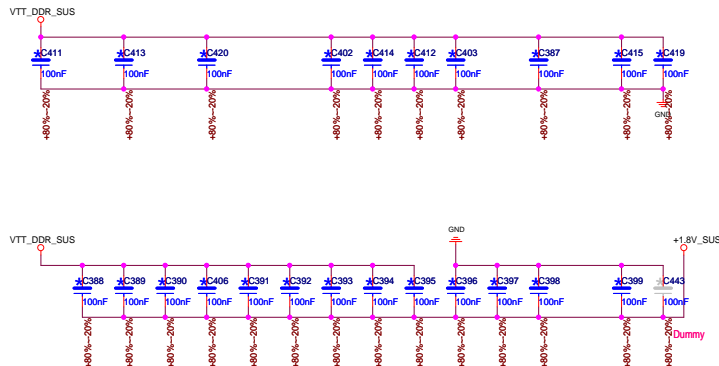 VTT_DDR_SUS
*C411 *C413 *C420 *C402 *C414 *C412 *C403 *C387 *C415 *C419
100nF 100nF 100nF 100nF 100nF 100nF 100nF 100nF 100nF 100nF
+80%-20% +80%-20% +80%-20% +80%-20% +80%-20% +80%-20% +80%-20% +80%-20% +80%-20% +80%-20%
GND
GND
VTT_DDR_SUS
+1.8V_SUS
*C388 *C389 *C390 *C406 *C391 *C392 *C393 *C394 *C395 *C396 *C397 *C398 *C399 *C443
100nF 100nF 100nF 100nF 100nF 100nF 100nF 100nF 100nF 100nF 100nF 100nF 100nF 100nF
Dummy
+80%-20% +80%-20% +80%-20% +80%-20% +80%-20% +80%-20% +80%-20% +80%-20% +80%-20% +80%-20% +80%-20% +80%-20% +80%-20% +80%-20%